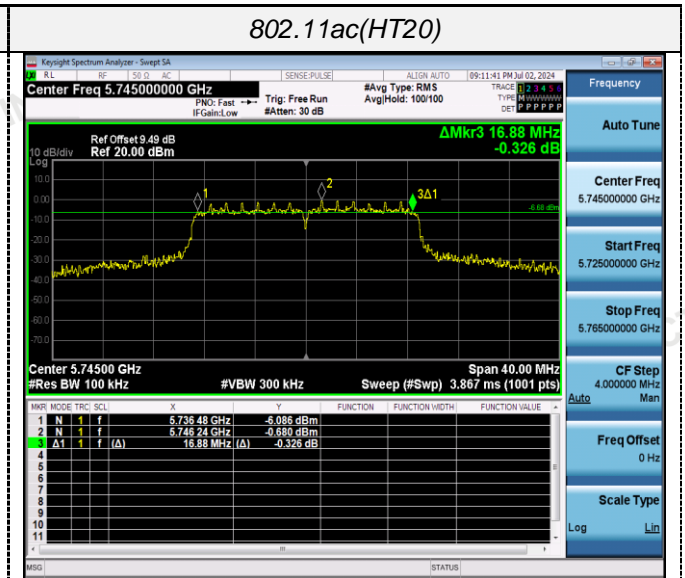 802.11ac(HT20)
Keysight Spectrum Analyzer - Swept SA
RL RF 50 Ω AC SENSE:PULSE ALIGN AUTO 09:11:41 PM Jul 02, 2024
Center Freq 5.745000000 GHz
PNO: Fast
IFGain:Low
Trig: Free Run
#Atten: 30 dB
#Avg Type: RMS
Avg|Hold: 100/100
TRACE 1 2 3 4 5 6
TYPE M W W W W W
DET P P P P P P
Ref Offset 9.49 dB
Ref 20.00 dBm
10 dB/div
Log
ΔMkr3 16.88 MHz
-0.326 dB
10.0
0.00
-10.0
-20.0
-30.0
-40.0
-50.0
-60.0
-70.0
1
2
3Δ1
-6.68 dBm
Center 5.74500 GHz Span 40.00 MHz
#Res BW 100 kHz #VBW 300 kHz Sweep (#Swp) 3.867 ms (1001 pts)
MKR MODE TRC SCL X Y FUNCTION FUNCTION WIDTH FUNCTION VALUE
1 N 1 f 5.736 48 GHz -6.086 dBm
2 N 1 f 5.746 24 GHz -0.680 dBm
3 Δ1 1 f (Δ) 16.88 MHz (Δ) -0.326 dB
4
5
6
7
8
9
10
11
MSG STATUS
Frequency
Auto Tune
Center Freq
5.745000000 GHz
Start Freq
5.725000000 GHz
Stop Freq
5.765000000 GHz
CF Step
4.000000 MHz
Auto Man
Freq Offset
0 Hz
Scale Type
Log Lin